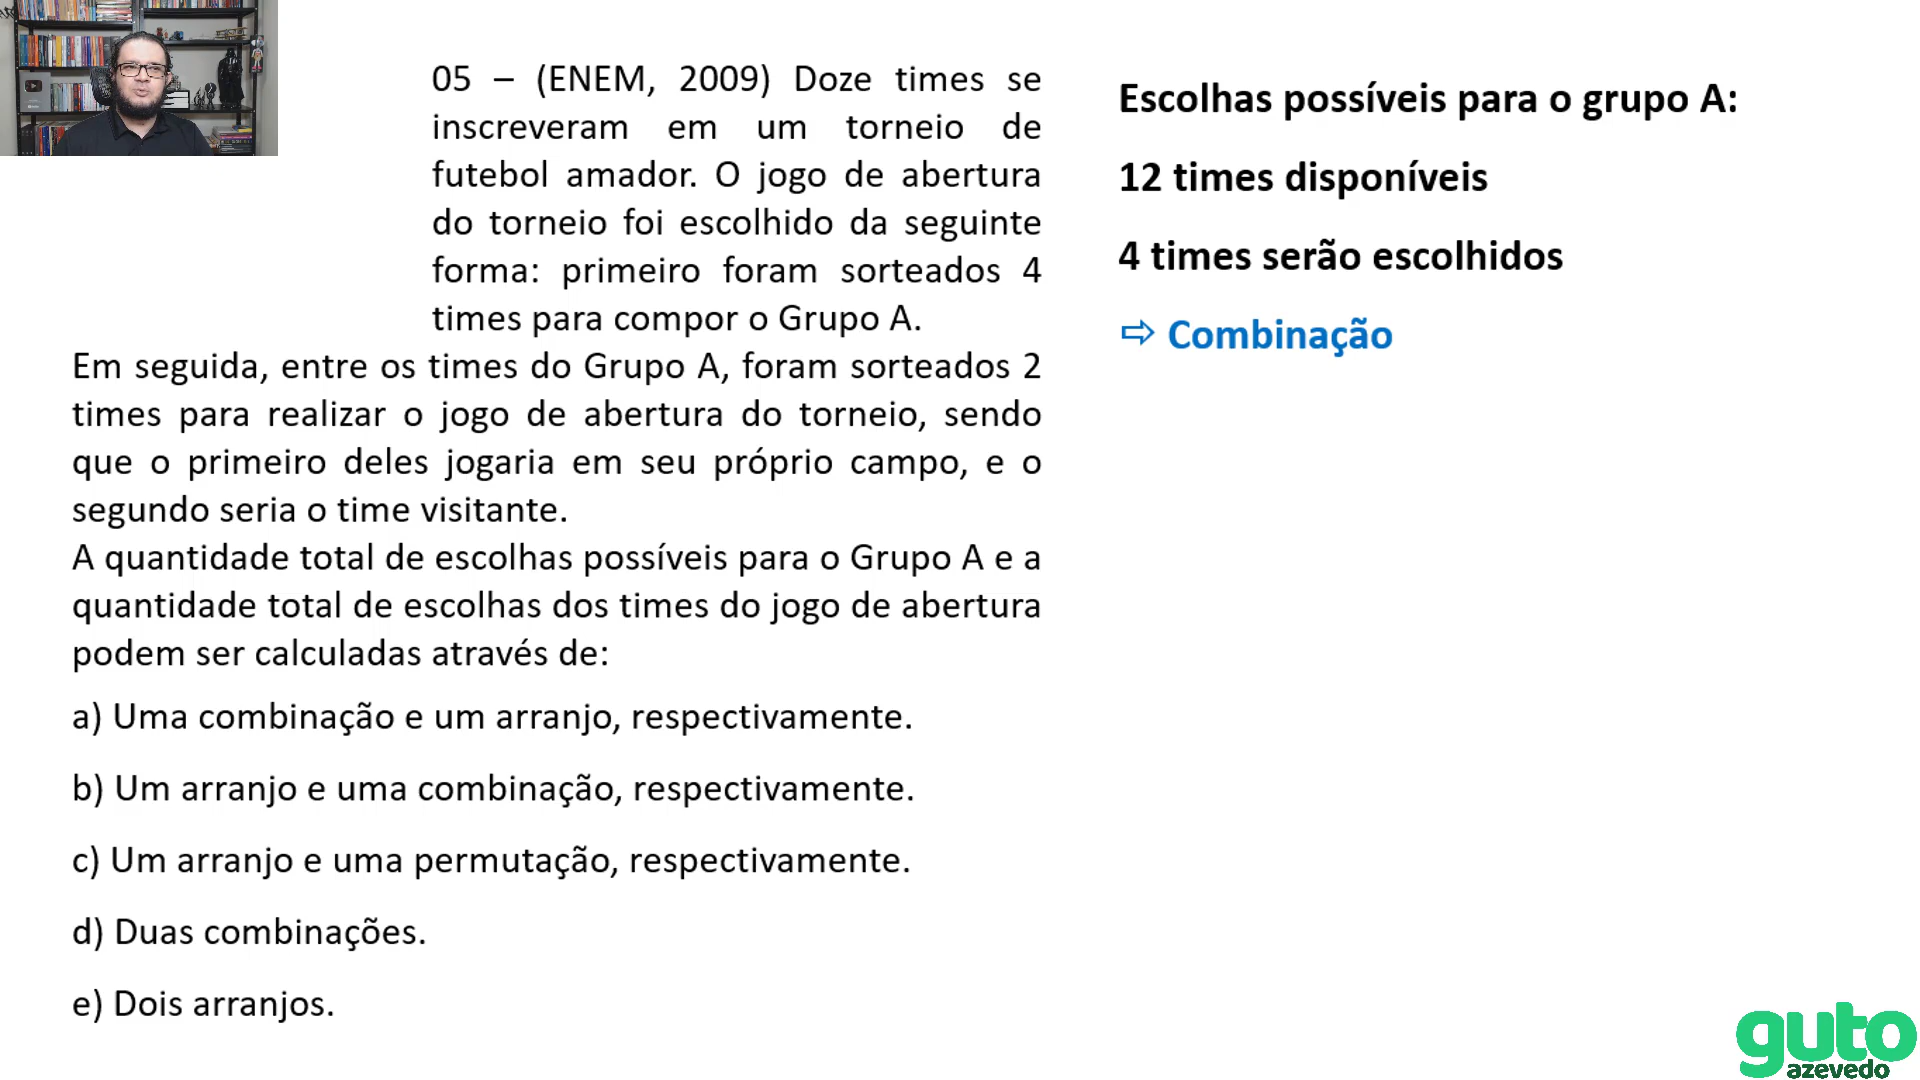 05 – (ENEM, 2009) Doze times se
inscreveram em um torneio de
futebol amador. O jogo de abertura
do torneio foi escolhido da seguinte
forma: primeiro foram sorteados 4
times para compor o Grupo A.
Em seguida, entre os times do Grupo A, foram sorteados 2
times para realizar o jogo de abertura do torneio, sendo
que o primeiro deles jogaria em seu próprio campo, e o
segundo seria o time visitante.
A quantidade total de escolhas possíveis para o Grupo A e a
quantidade total de escolhas dos times do jogo de abertura
podem ser calculadas através de:
a) Uma combinação e um arranjo, respectivamente.
b) Um arranjo e uma combinação, respectivamente.
c) Um arranjo e uma permutação, respectivamente.
d) Duas combinações.
e) Dois arranjos.
Escolhas possíveis para o grupo A:
12 times disponíveis
4 times serão escolhidos
⇨ Combinação
guto
azevedo